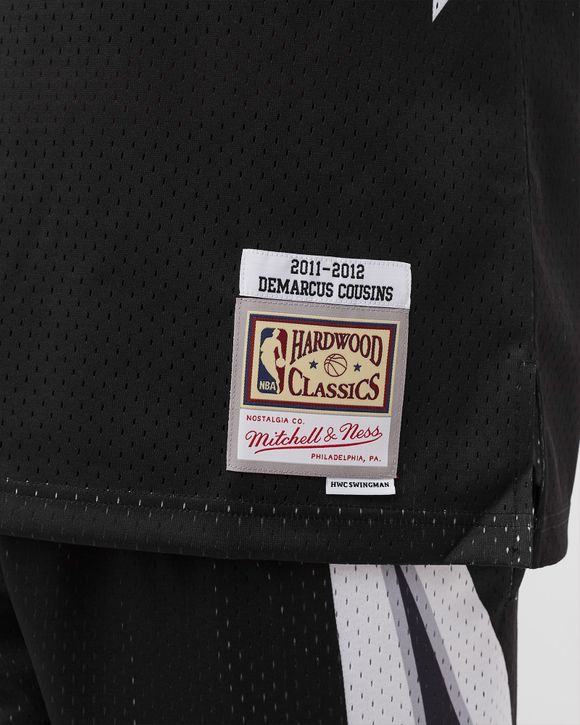 2011-2012
DEMARCUS COUSINS
HARDWOOD
NBA
CLASSICS
NOSTALGIA CO.
Mitchell & Ness
PHILADELPHIA, PA.
HWC SWINGMAN